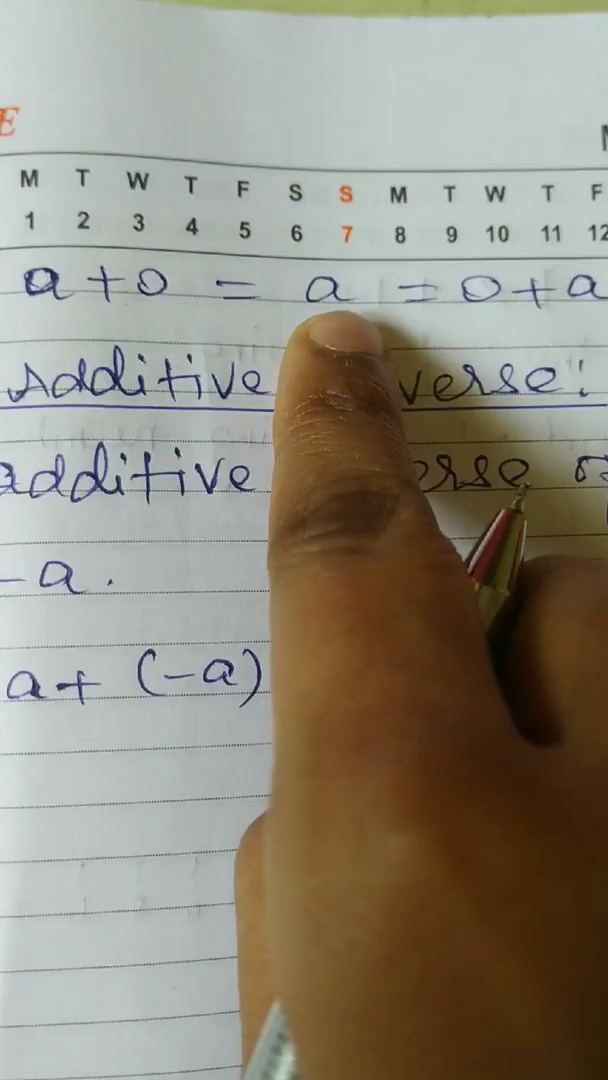 E
M T W T F S S M T W T F
1 2 3 4 5 6 7 8 9 10 11 12
a + 0 = a = 0 + a
Additive verse:
additive erse
-a.
a + (-a)